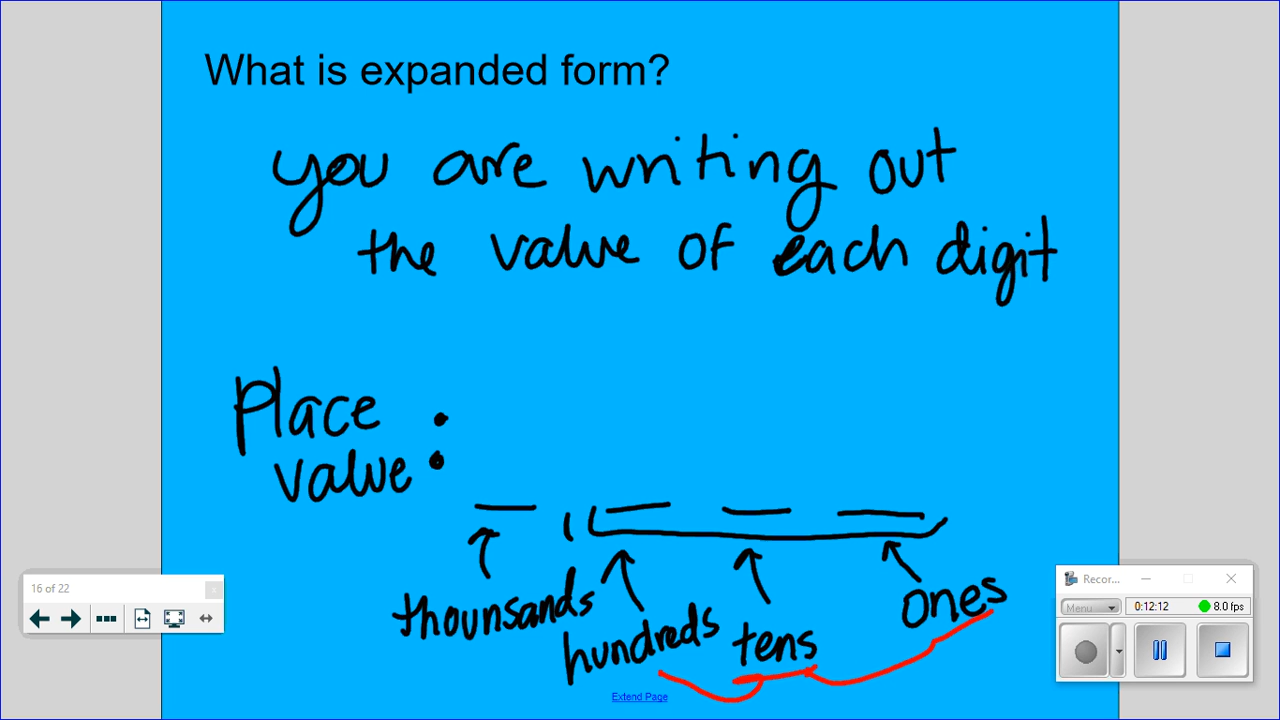 What is expanded form?
you are writing out
the value of each digit
Place
value:
thounsands
hundreds
tens
ones
Extend Page
16 of 22
Recor...
Menu
0:12:12
8.0 fps